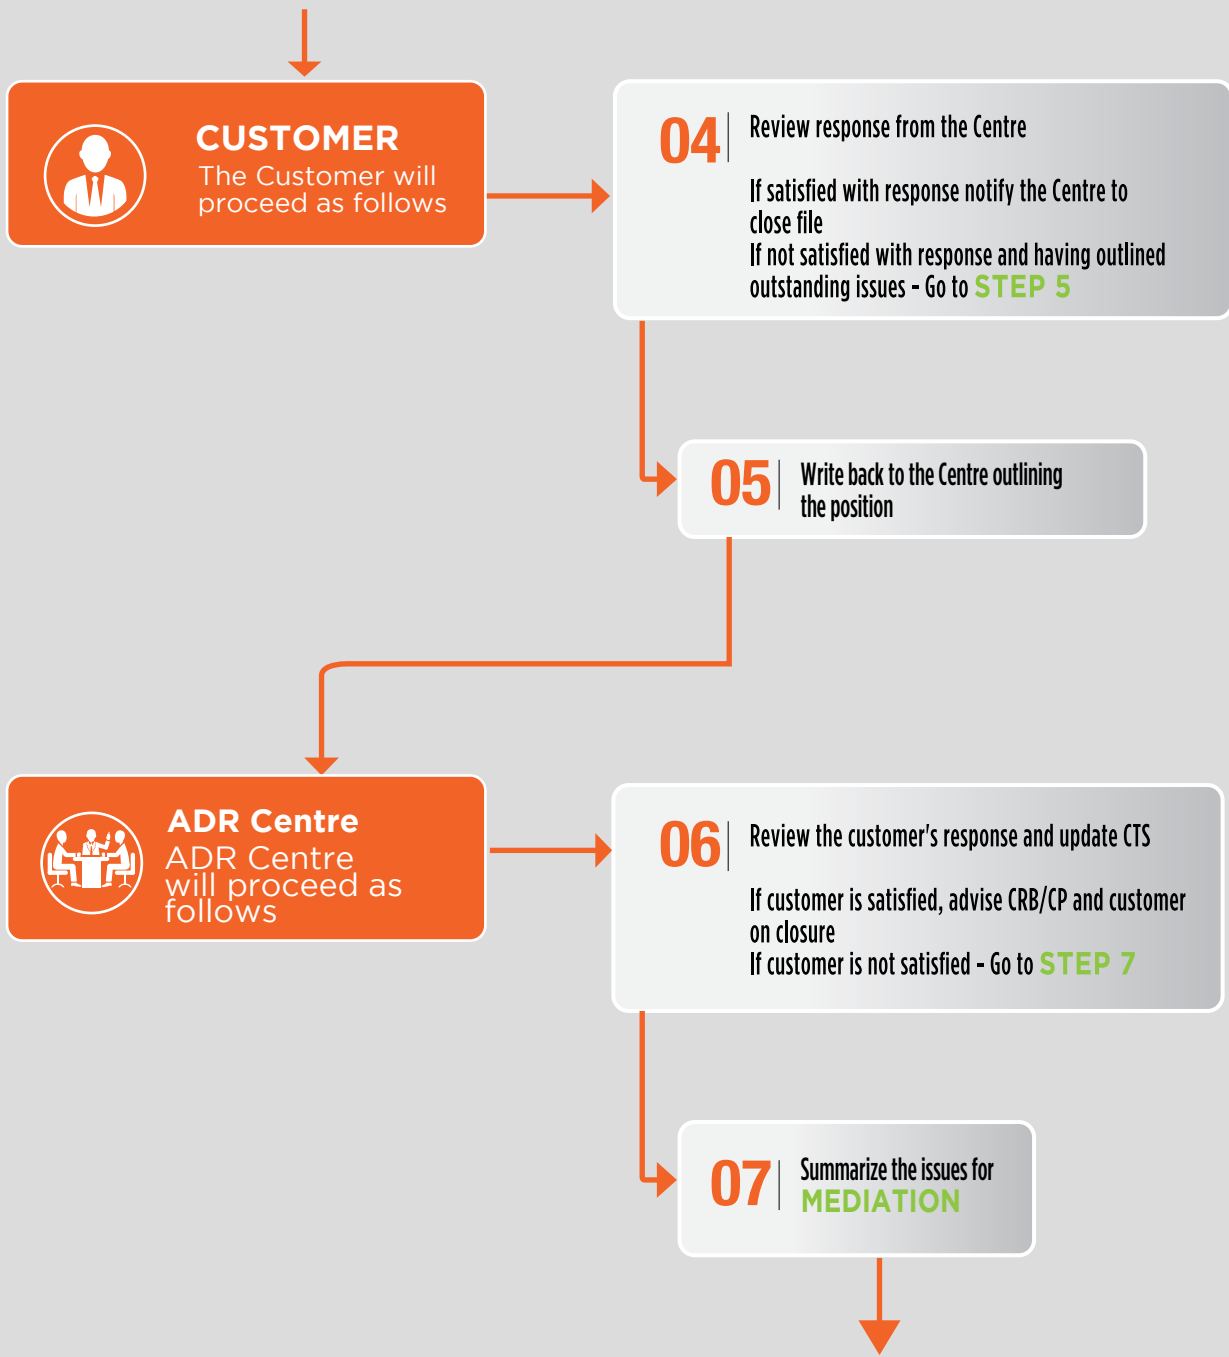 CUSTOMER
The Customer will
proceed as follows
04
Review response from the Centre
If satisfied with response notify the Centre to
close file
If not satisfied with response and having outlined
outstanding issues - Go to STEP 5
05
Write back to the Centre outlining
the position
ADR Centre
ADR Centre
will proceed as
follows
06
Review the customer's response and update CTS
If customer is satisfied, advise CRB/CP and customer
on closure
If customer is not satisfied - Go to STEP 7
07
Summarize the issues for
MEDIATION